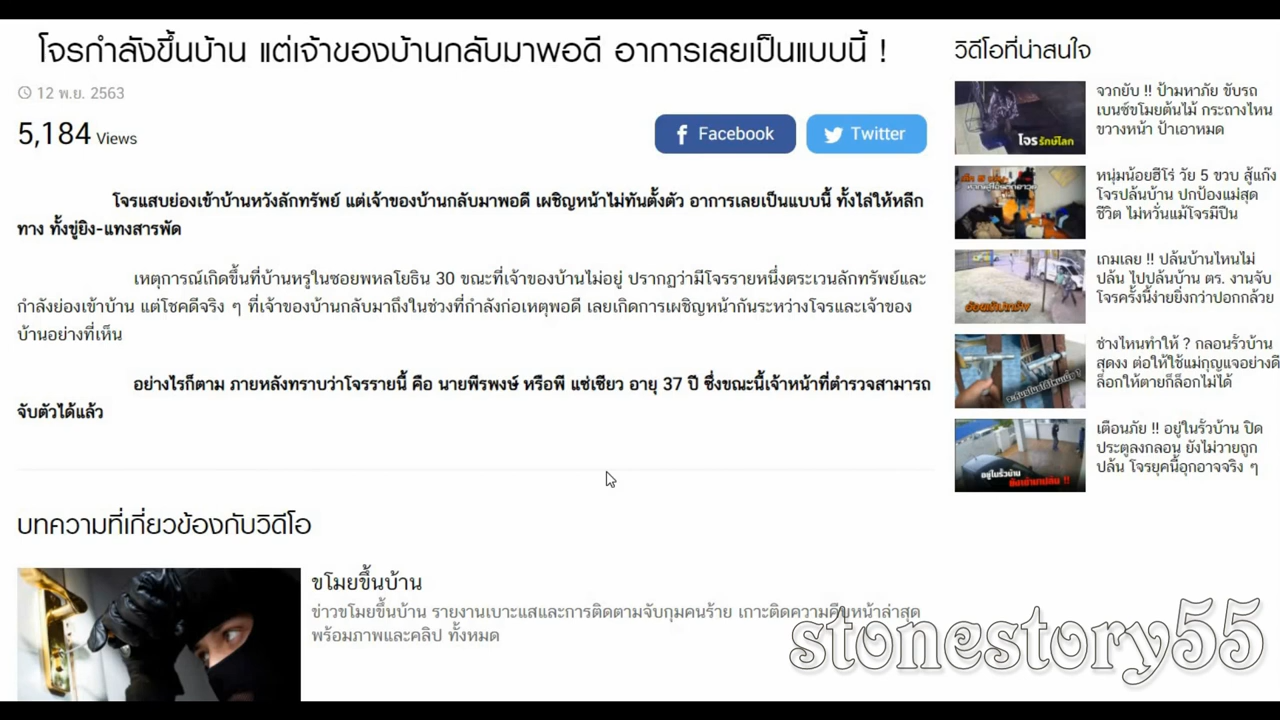 โจรกำลังขึ้นบ้าน แต่เจ้าของบ้านกลับมาพอดี อาการเลยเป็นแบบนี้ !
12 พ.ย. 2563
5,184 Views
Facebook
Twitter
โจรแสบย่องเข้าบ้านหวังลักทรัพย์ แต่เจ้าของบ้านกลับมาพอดี เผชิญหน้าไม่ทันตั้งตัว อาการเลยเป็นแบบนี้ ทั้งไล่ให้หลีก
ทาง ทั้งขู่ยิง-แทงสารพัด
เหตุการณ์เกิดขึ้นที่บ้านหรูในซอยพหลโยธิน 30 ขณะที่เจ้าของบ้านไม่อยู่ ปรากฏว่ามีโจรรายหนึ่งตระเวนลักทรัพย์และ
กำลังย่องเข้าบ้าน แต่โชคดีจริง ๆ ที่เจ้าของบ้านกลับมาถึงในช่วงที่กำลังก่อเหตุพอดี เลยเกิดการเผชิญหน้ากันระหว่างโจรและเจ้าของ
บ้านอย่างที่เห็น
อย่างไรก็ตาม ภายหลังทราบว่าโจรรายนี้ คือ นายพีรพงษ์ หรือพี แซ่เซียว อายุ 37 ปี ซึ่งขณะนี้เจ้าหน้าที่ตำรวจสามารถ
จับตัวได้แล้ว
บทความที่เกี่ยวข้องกับวิดีโอ
ขโมยขึ้นบ้าน
ข่าวขโมยขึ้นบ้าน รายงานเบาะแสและการติดตามจับกุมคนร้าย เกาะติดความคืบหน้าล่าสุด
พร้อมภาพและคลิป ทั้งหมด
วิดีโอที่น่าสนใจ
โจรรักษ์โลก
จวกยับ !! ป้ามหาภัย ขับรถ
เบนซ์ขโมยต้นไม้ กระถางไหน
ขวางหน้า ป้าเอาหมด
หนุ่มน้อยฮีโร่ วัย 5 ขวบ สู้แก๊ง
โจรปล้นบ้าน ปกป้องแม่สุด
ชีวิต ไม่หวั่นแม้โจรมีปืน
เกมเลย !! ปล้นบ้านไหนไม่
ปล้น ไปปล้นบ้าน ตร. งานจับ
โจรครั้งนี้ง่ายยิ่งกว่าปอกกล้วย
ช่างไหนทำให้ ? กลอนรั้วบ้าน
สุดงง ต่อให้ใช้แม่กุญแจอย่างดี
ล็อกให้ตายก็ล็อกไม่ได้
อยู่ในรั้วบ้าน
ยังเข้ามาปล้น !!
เตือนภัย !! อยู่ในรั้วบ้าน ปิด
ประตูลงกลอน ยังไม่วายถูก
ปล้น โจรยุคนี้อุกอาจจริง ๆ
stonestory55